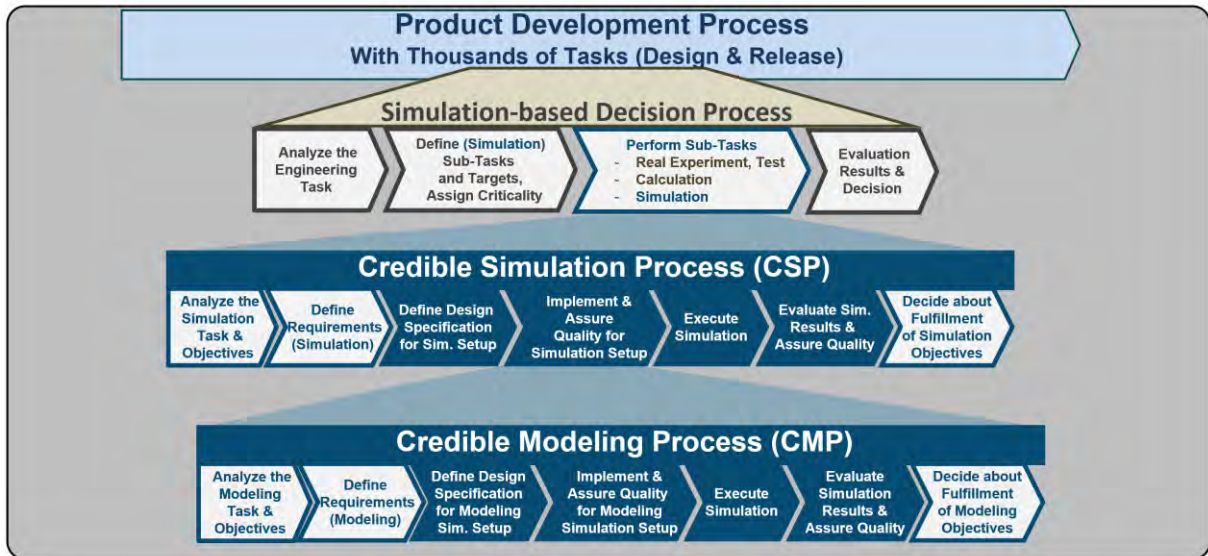 Product Development Process
With Thousands of Tasks (Design & Release)
Simulation-based Decision Process
Analyze the
Engineering
Task
Define (Simulation)
Sub-Tasks
and Targets,
Assign Criticality
Perform Sub-Tasks
- Real Experiment, Test
- Calculation
- Simulation
Evaluation
Results &
Decision
Credible Simulation Process (CSP)
Analyze the
Simulation
Task &
Objectives
Define
Requirements
(Simulation)
Define Design
Specification
for Sim. Setup
Implement &
Assure
Quality for
Simulation Setup
Execute
Simulation
Evaluate Sim.
Results &
Assure Quality
Decide about
Fulfillment
of Simulation
Objectives
Credible Modeling Process (CMP)
Analyze the
Modeling
Task &
Objectives
Define
Requirements
(Modeling)
Define Design
Specification
for Modeling
Sim. Setup
Implement &
Assure Quality
for Modeling
Simulation Setup
Execute
Simulation
Evaluate
Simulation
Results &
Assure Quality
Decide about
Fulfillment
of Modeling
Objectives